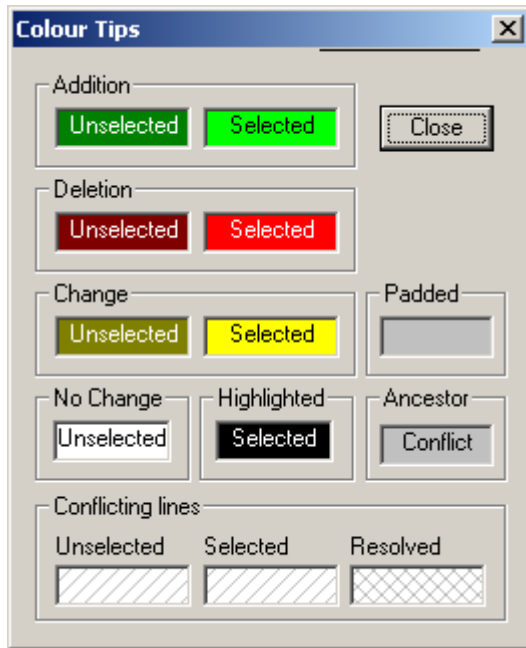 Colour Tips
Addition
Unselected Selected
Close
Deletion
Unselected Selected
Change Padded
Unselected Selected
No Change Highlighted Ancestor
Unselected Selected Conflict
Conflicting lines
Unselected Selected Resolved